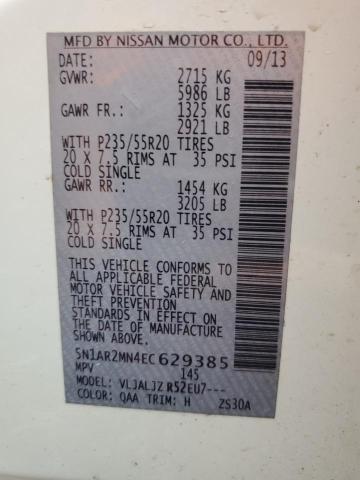 MFD BY NISSAN MOTOR CO., LTD.
DATE: 09/13
GVWR: 2715 KG
5986 LB
GAWR FR.: 1325 KG
2921 LB
WITH P235/55R20 TIRES
20 X 7.5 RIMS AT 35 PSI
COLD SINGLE
GAWR RR.: 1454 KG
3205 LB
WITH P235/55R20 TIRES
20 X 7.5 RIMS AT 35 PSI
COLD SINGLE
THIS VEHICLE CONFORMS TO
ALL APPLICABLE FEDERAL
MOTOR VEHICLE SAFETY AND
THEFT PREVENTION
STANDARDS IN EFFECT ON
THE DATE OF MANUFACTURE
SHOWN ABOVE.
5N1AR2MN4EC629385
MPV 145
MODEL: VLJALJZ R52EU7---
COLOR: QAA TRIM: H ZS30A